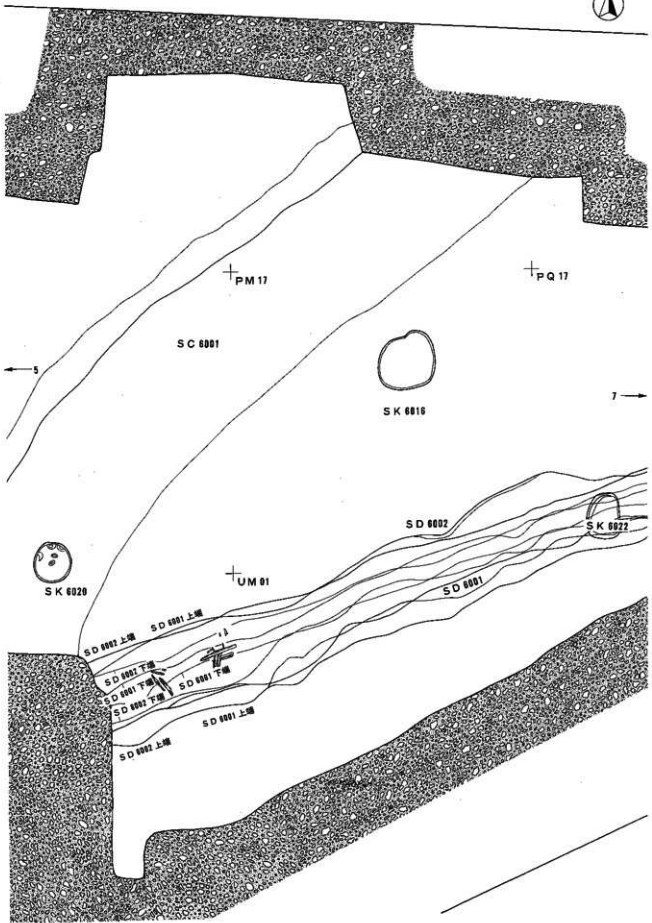 PM 17
PQ 17
SC 6001
5
7
SK 6016
SD 6002
SK 6022
SK 6020
UM 01
SD 6001
SD 6002 上端
SD 6001 上端
SD 6002 下端
SD 6001 下端
SD 6001 下端
SD 6002 下端
SD 6001 上端
SD 6002 上端